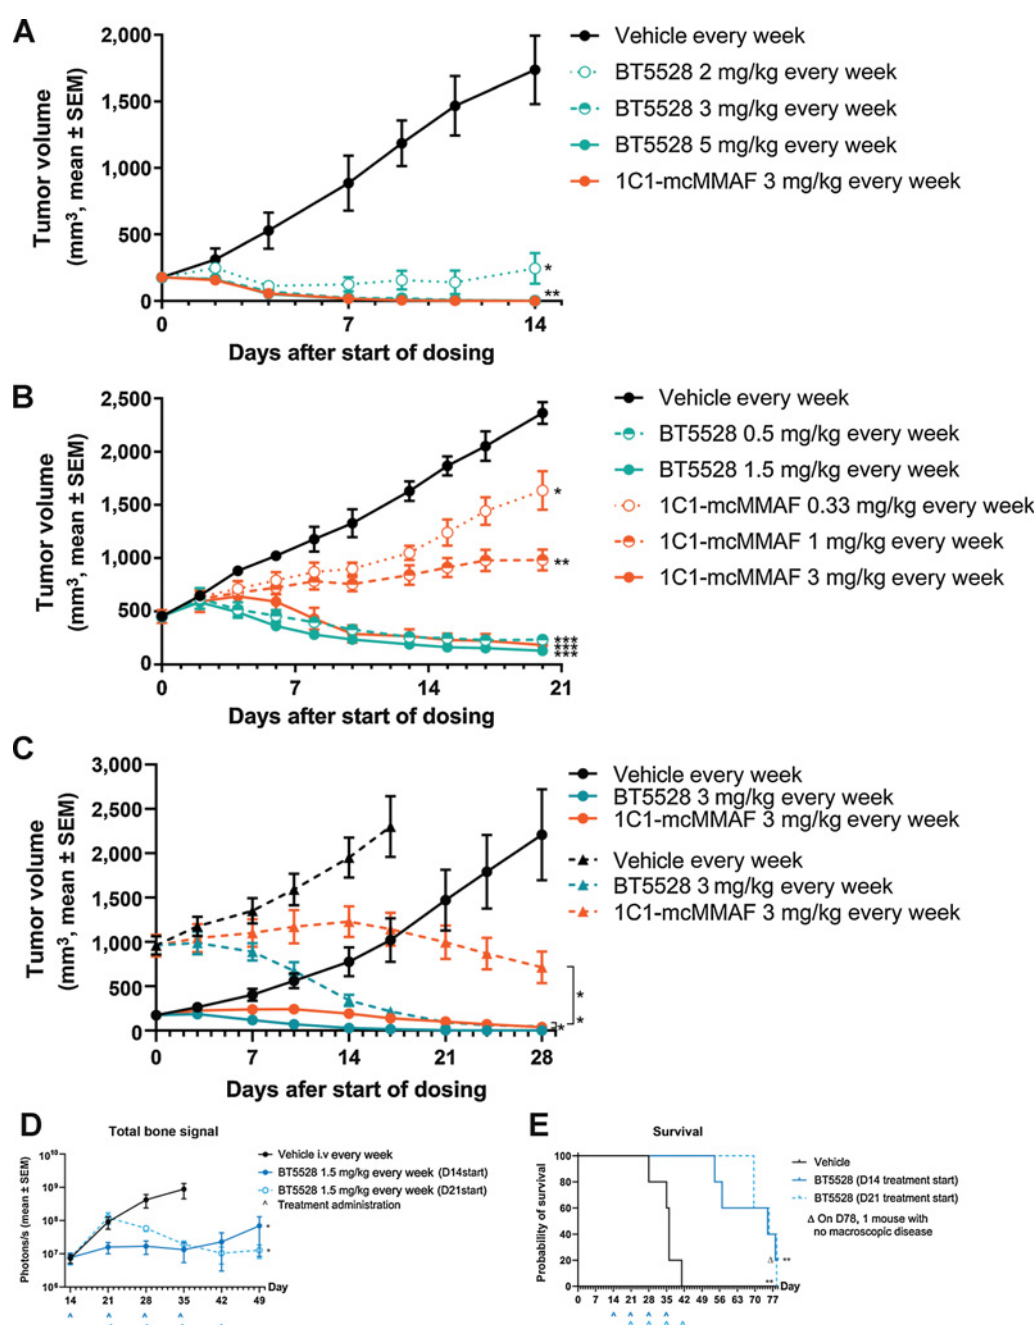 A
Tumor volume
(mm³, mean ± SEM)
2,000
1,500
1,000
500
0
0 7 14
Days after start of dosing
Vehicle every week
BT5528 2 mg/kg every week
BT5528 3 mg/kg every week
BT5528 5 mg/kg every week
1C1-mcMMAF 3 mg/kg every week
*
**
B
Tumor volume
(mm³, mean ± SEM)
2,500
2,000
1,500
1,000
500
0
0 7 14 21
Days after start of dosing
Vehicle every week
BT5528 0.5 mg/kg every week
BT5528 1.5 mg/kg every week
1C1-mcMMAF 0.33 mg/kg every week
1C1-mcMMAF 1 mg/kg every week
1C1-mcMMAF 3 mg/kg every week
*
**
***
***
***
C
Tumor volume
(mm³, mean ± SEM)
3,000
2,500
2,000
1,500
1,000
500
0
0 7 14 21 28
Days afer start of dosing
Vehicle every week
BT5528 3 mg/kg every week
1C1-mcMMAF 3 mg/kg every week
Vehicle every week
BT5528 3 mg/kg every week
1C1-mcMMAF 3 mg/kg every week
*
*
*
D
Total bone signal
Photons/s (mean ± SEM)
10¹⁰
10⁹
10⁸
10⁷
10⁶
14 21 28 35 42 49
Day
Vehicle i.v every week
BT5528 1.5 mg/kg every week (D14start)
BT5528 1.5 mg/kg every week (D21start)
^ Treatment administration
*
*
E
Survival
Probability of survival
100
80
60
40
20
0
0 7 14 21 28 35 42 49 56 63 70 77
Day
Vehicle
BT5528 (D14 treatment start)
BT5528 (D21 treatment start)
Δ On D78, 1 mouse with
no macroscopic disease
Δ **
**